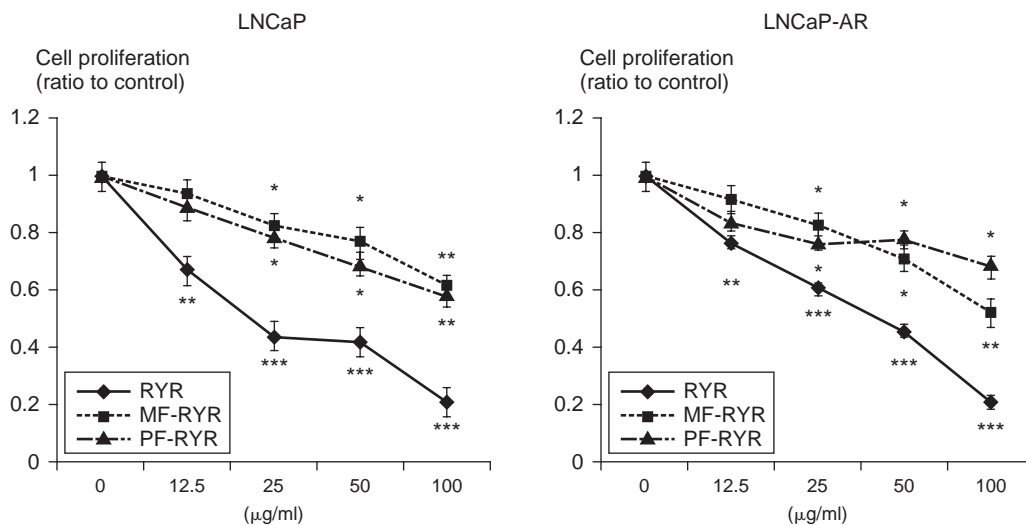 LNCaP
Cell proliferation
(ratio to control)
1.2
1
0.8
0.6
0.4
0.2
0
*
*
**
*
*
**
**
***
***
***
RYR
MF-RYR
PF-RYR
0 12.5 25 50 100
(μg/ml)
LNCaP-AR
Cell proliferation
(ratio to control)
1.2
1
0.8
0.6
0.4
0.2
0
*
*
*
**
*
*
**
***
***
***
RYR
MF-RYR
PF-RYR
0 12.5 25 50 100
(μg/ml)